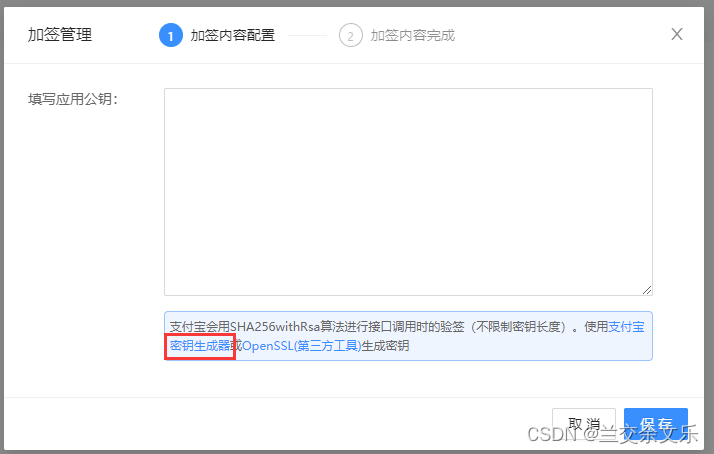 加签管理 1 加签内容配置 2 加签内容完成
填写应用公钥：
支付宝会用SHA256withRsa算法进行接口调用时的验签（不限制密钥长度）。使用支付宝
密钥生成器或OpenSSL(第三方工具)生成密钥
取 消 保 存
CSDN @兰交余文乐